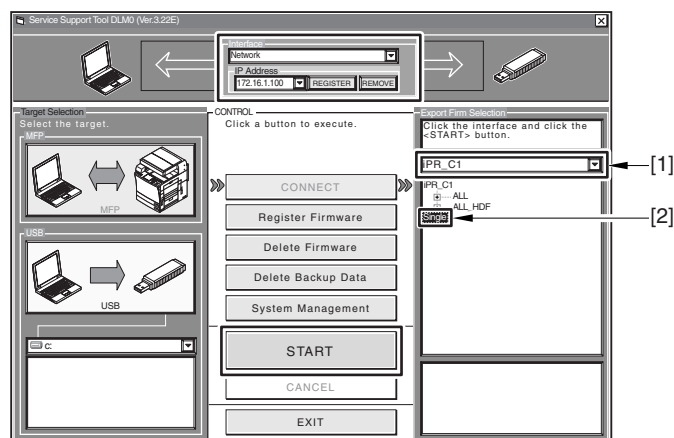 Service Support Tool DLM0 (Ver.3.22E)
Interface
Network
IP Address
172.16.1.100
REGISTER
REMOVE
Target Selection
Select the target.
MFP
MFP
USB
USB
C:
CONTROL
Click a button to execute.
CONNECT
Register Firmware
Delete Firmware
Delete Backup Data
System Management
START
CANCEL
EXIT
Export Firm Selection
Click the interface and click the
<START> button.
iPR_C1
[1]
iPR_C1
ALL
ALL_HDF
Single
[2]